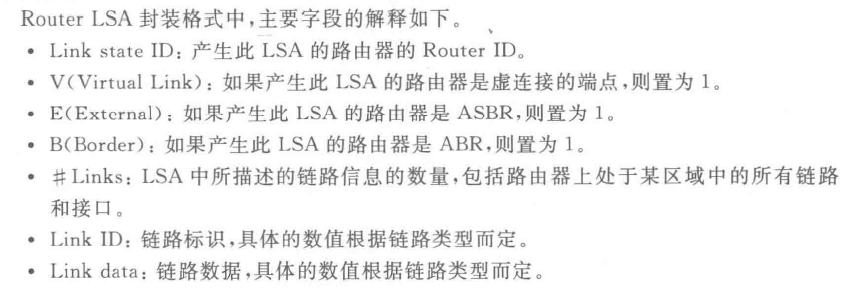 Router LSA 封装格式中,主要字段的解释如下。
• Link state ID: 产生此 LSA 的路由器的 Router ID。
• V(Virtual Link): 如果产生此 LSA 的路由器是虚连接的端点,则置为 1。
• E(External): 如果产生此 LSA 的路由器是 ASBR,则置为 1。
• B(Border): 如果产生此 LSA 的路由器是 ABR,则置为 1。
• #Links: LSA 中所描述的链路信息的数量,包括路由器上处于某区域中的所有链路
和接口。
• Link ID: 链路标识,具体的数值根据链路类型而定。
• Link data: 链路数据,具体的数值根据链路类型而定。